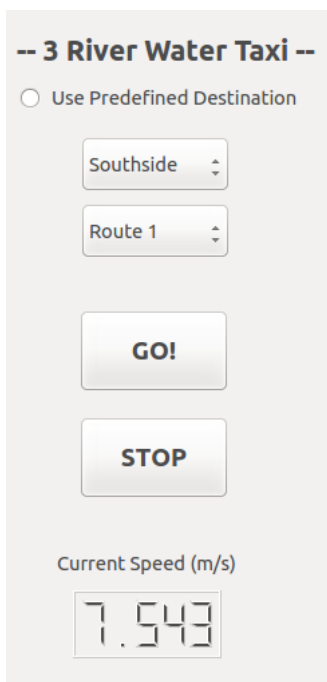 -- 3 River Water Taxi --
Use Predefined Destination
Southside
Route 1
GO!
STOP
Current Speed (m/s)
7.543